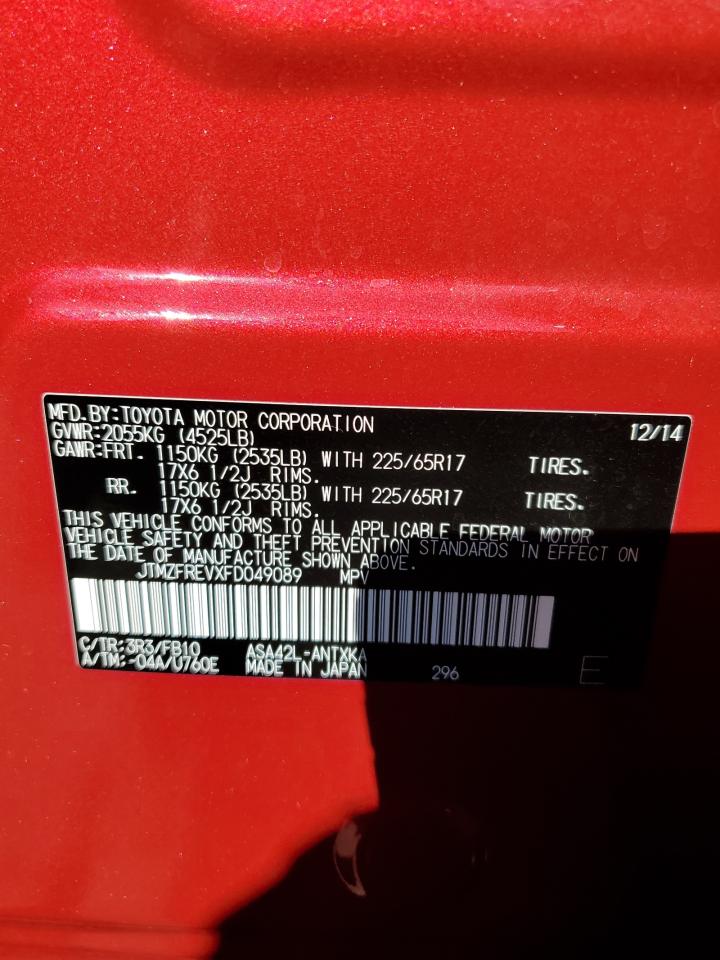 MFD.BY:TOYOTA MOTOR CORPORATION 12/14
GVWR:2055KG (4525LB)
GAWR:FRT. 1150KG (2535LB) WITH 225/65R17 TIRES.
17X6 1/2J RIMS.
RR. 1150KG (2535LB) WITH 225/65R17 TIRES.
17X6 1/2J RIMS.
THIS VEHICLE CONFORMS TO ALL APPLICABLE FEDERAL MOTOR
VEHICLE SAFETY AND THEFT PREVENTION STANDARDS IN EFFECT ON
THE DATE OF MANUFACTURE SHOWN ABOVE.
JTMZFREVXFD049089 MPV
C/TR:3R3/FB10 ASA42L-ANTXKA
A/TM:-04A/U760E MADE IN JAPAN 296 E